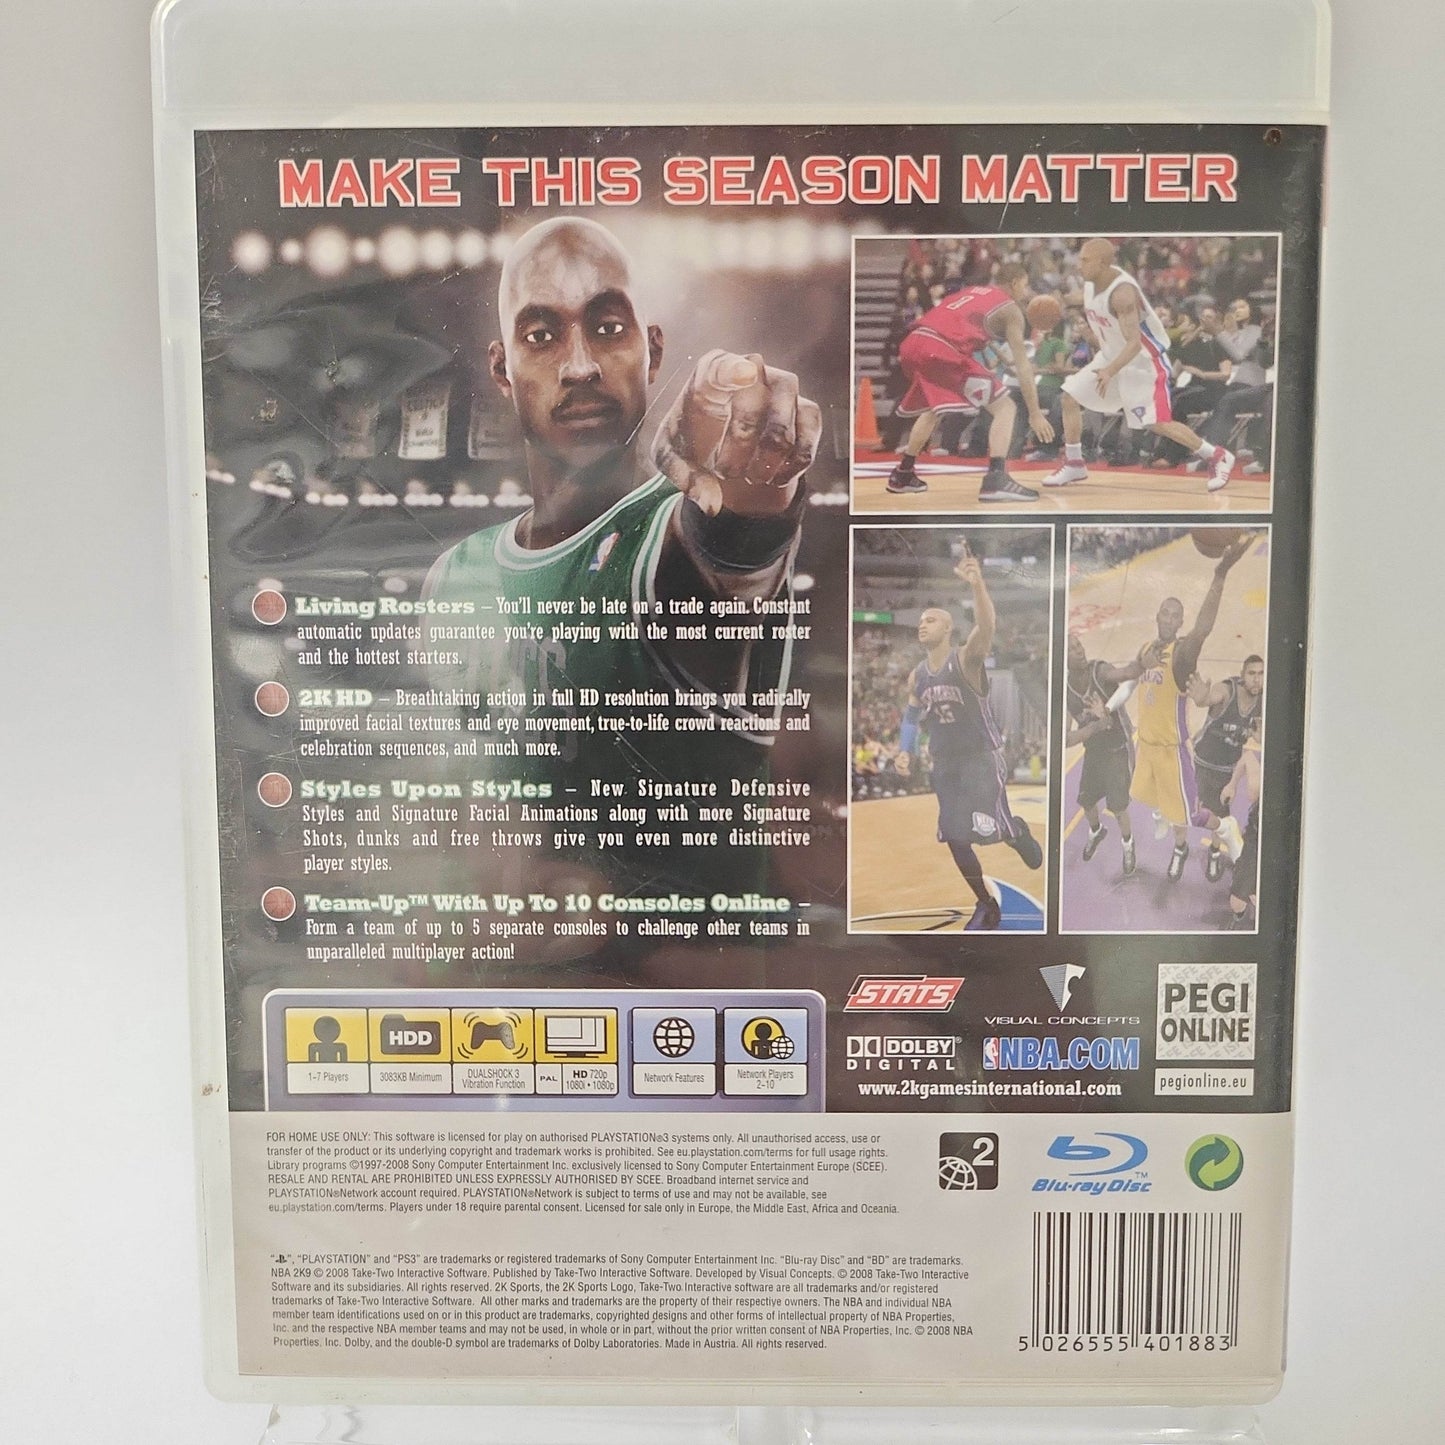 MAKE THIS SEASON MATTER
Living Rosters – You'll never be late on a trade again. Constant
automatic updates guarantee you're playing with the most current roster
and the hottest starters.
2K HD – Breathtaking action in full HD resolution brings you radically
improved facial textures and eye movement, true-to-life crowd reactions and
celebration sequences, and much more.
Styles Upon Styles – New Signature Defensive
Styles and Signature Facial Animations along with more Signature
Shots, dunks and free throws give you even more distinctive
player styles.
Team-Up™ With Up To 10 Consoles Online –
Form a team of up to 5 separate consoles to challenge other teams in
unparalleled multiplayer action!
1-7 Players
HDD
3083KB Minimum
DUALSHOCK 3
Vibration Function
PAL
HD 720p
1080i • 1080p
Network Features
Network Players
2-10
STATS
VISUAL CONCEPTS
DOLBY®
DIGITAL
NBA.COM
www.2kgamesinternational.com
PEGI
ONLINE
pegionline.eu
FOR HOME USE ONLY: This software is licensed for play on authorised PLAYSTATION®3 systems only. All unauthorised access, use or
transfer of the product or its underlying copyright and trademark works is prohibited. See eu.playstation.com/terms for full usage rights.
Library programs ©1997-2008 Sony Computer Entertainment Inc. exclusively licensed to Sony Computer Entertainment Europe (SCEE).
RESALE AND RENTAL ARE PROHIBITED UNLESS EXPRESSLY AUTHORISED BY SCEE. Broadband internet service and
PLAYSTATION®Network account required. PLAYSTATION®Network is subject to terms of use and may not be available, see
eu.playstation.com/terms. Players under 18 require parental consent. Licensed for sale only in Europe, the Middle East, Africa and Oceania.
2
Blu-ray Disc™
"PS", "PLAYSTATION" and "PS3" are trademarks or registered trademarks of Sony Computer Entertainment Inc. "Blu-ray Disc" and "BD" are trademarks.
NBA 2K9 © 2008 Take-Two Interactive Software. Published by Take-Two Interactive Software. Developed by Visual Concepts. © 2008 Take-Two Interactive
Software and its subsidiaries. All rights reserved. 2K Sports, the 2K Sports Logo, Take-Two Interactive software are all trademarks and/or registered
trademarks of Take-Two Interactive Software. All other marks and trademarks are the property of their respective owners. The NBA and individual NBA
member team identifications used on or in this product are trademarks, copyrighted designs and other forms of intellectual property of NBA Properties,
Inc. and the respective NBA member teams and may not be used, in whole or in part, without the prior written consent of NBA Properties, Inc. © 2008 NBA
Properties, Inc. Dolby, and the double-D symbol are trademarks of Dolby Laboratories. Made in Austria. All rights reserved.
5 026555 401883